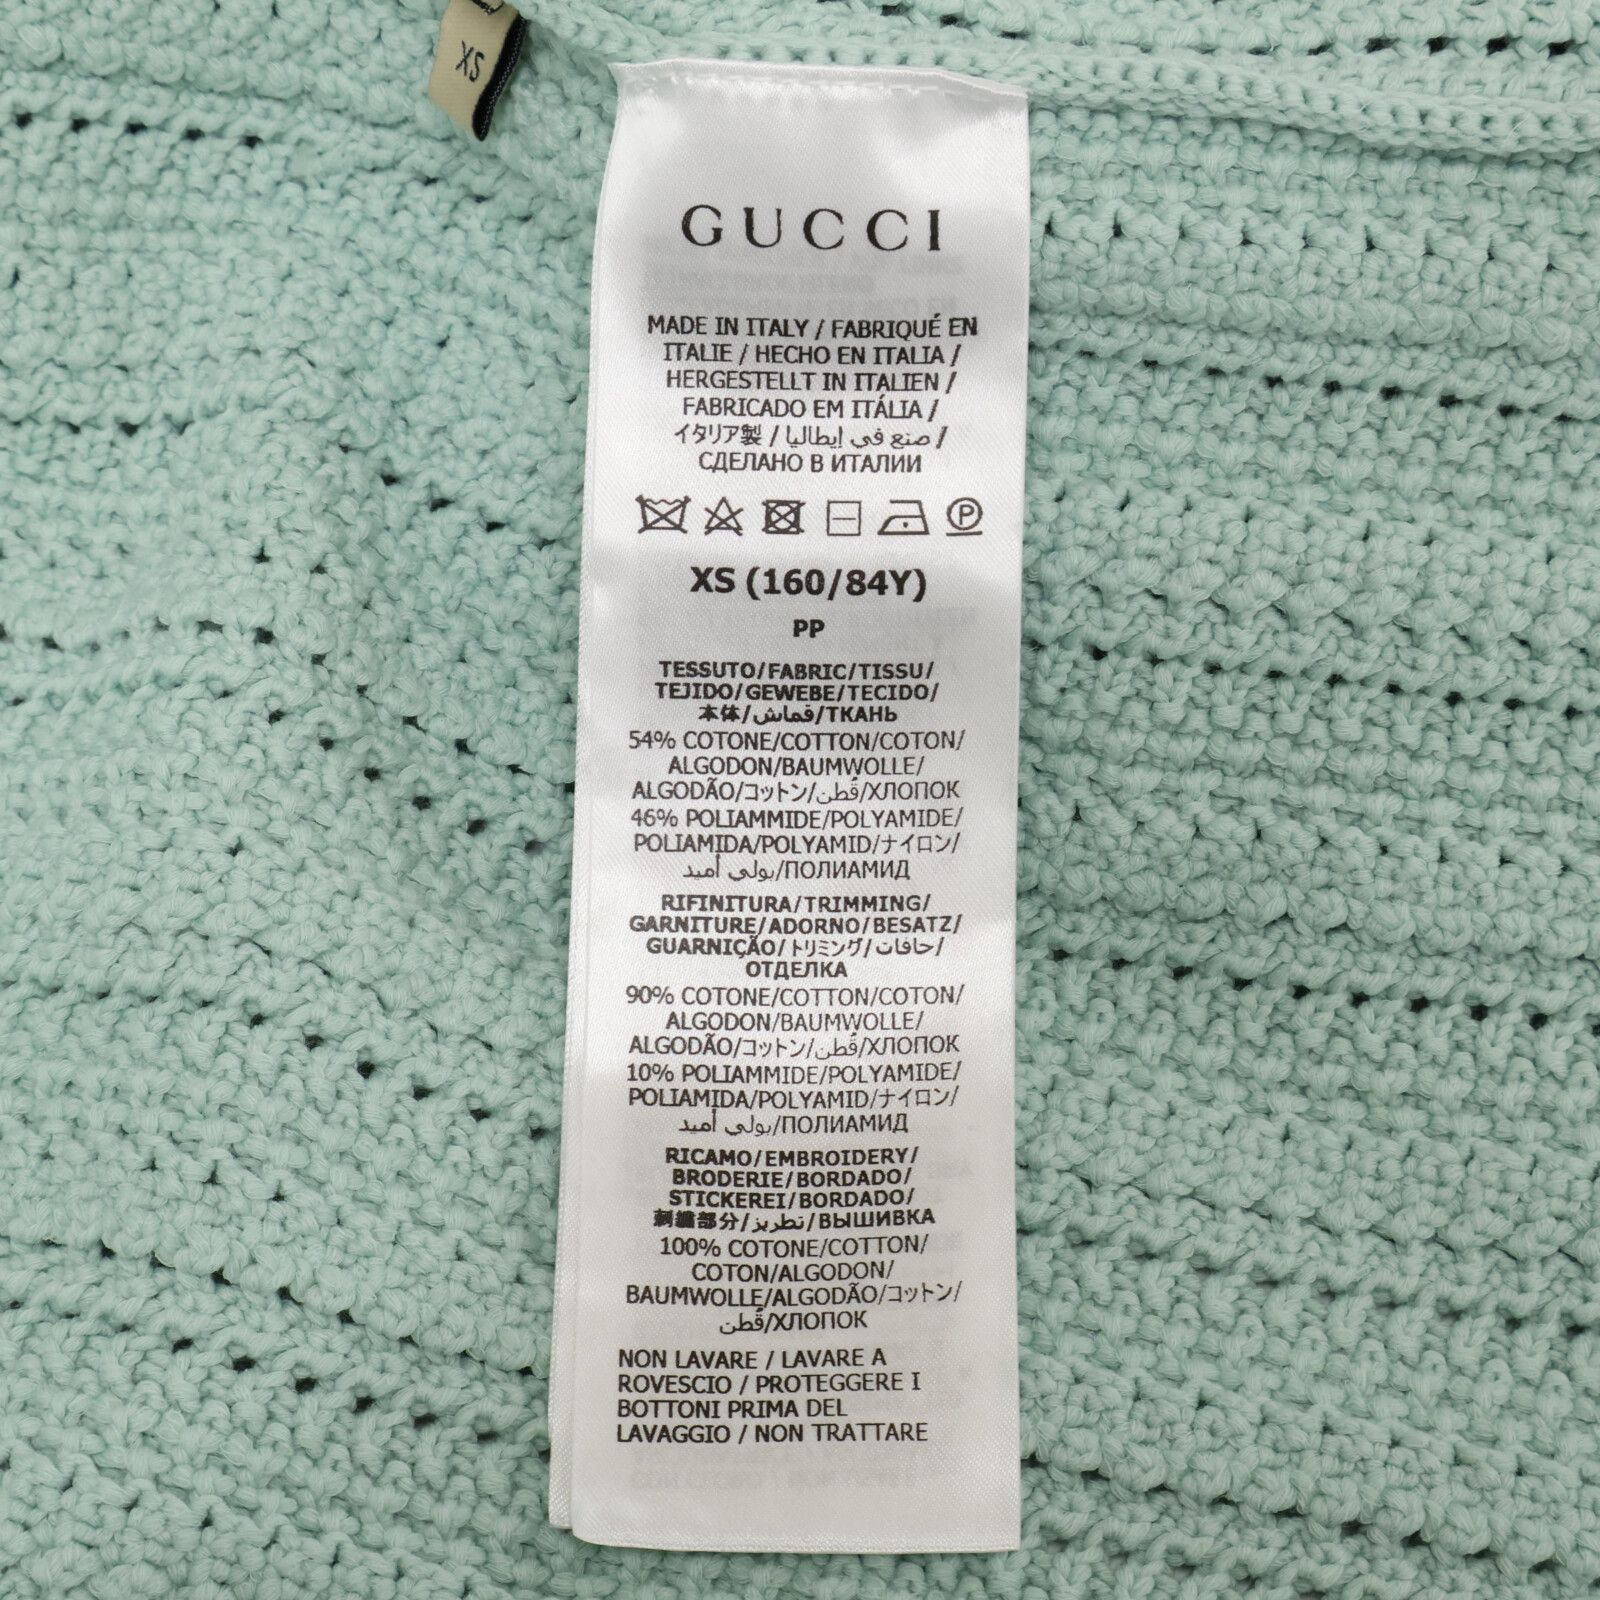 XS
GUCCI
MADE IN ITALY / FABRIQUÉ EN
ITALIE / HECHO EN ITALIA /
HERGESTELLT IN ITALIEN /
FABRICADO EM ITÁLIA /
イタリア製 / صنع في إيطاليا /
СДЕЛАНО В ИТАЛИИ
P
XS (160/84Y)
PP
TESSUTO/FABRIC/TISSU/
TEJIDO/GEWEBE/TECIDO/
本体/قماش/ТКАНЬ
54% COTONE/COTTON/COTON/
ALGODON/BAUMWOLLE/
ALGODÃO/コットン/قطن/ХЛОПОК
46% POLIAMMIDE/POLYAMIDE/
POLIAMIDA/POLYAMID/ナイロン/
بولي أميد/ПОЛИАМИД
RIFINITURA/TRIMMING/
GARNITURE/ADORNO/BESATZ/
GUARNIÇÃO/トリミング/حافات/
ОТДЕЛКА
90% COTONE/COTTON/COTON/
ALGODON/BAUMWOLLE/
ALGODÃO/コットン/قطن/ХЛОПОК
10% POLIAMMIDE/POLYAMIDE/
POLIAMIDA/POLYAMID/ナイロン/
بولي أميد/ПОЛИАМИД
RICAMO/EMBROIDERY/
BRODERIE/BORDADO/
STICKEREI/BORDADO/
刺繍部分/تطريز/ВЫШИВКА
100% COTONE/COTTON/
COTON/ALGODON/
BAUMWOLLE/ALGODÃO/コットン/
قطن/ХЛОПОК
NON LAVARE / LAVARE A
ROVESCIO / PROTEGGERE I
BOTTONI PRIMA DEL
LAVAGGIO / NON TRATTARE